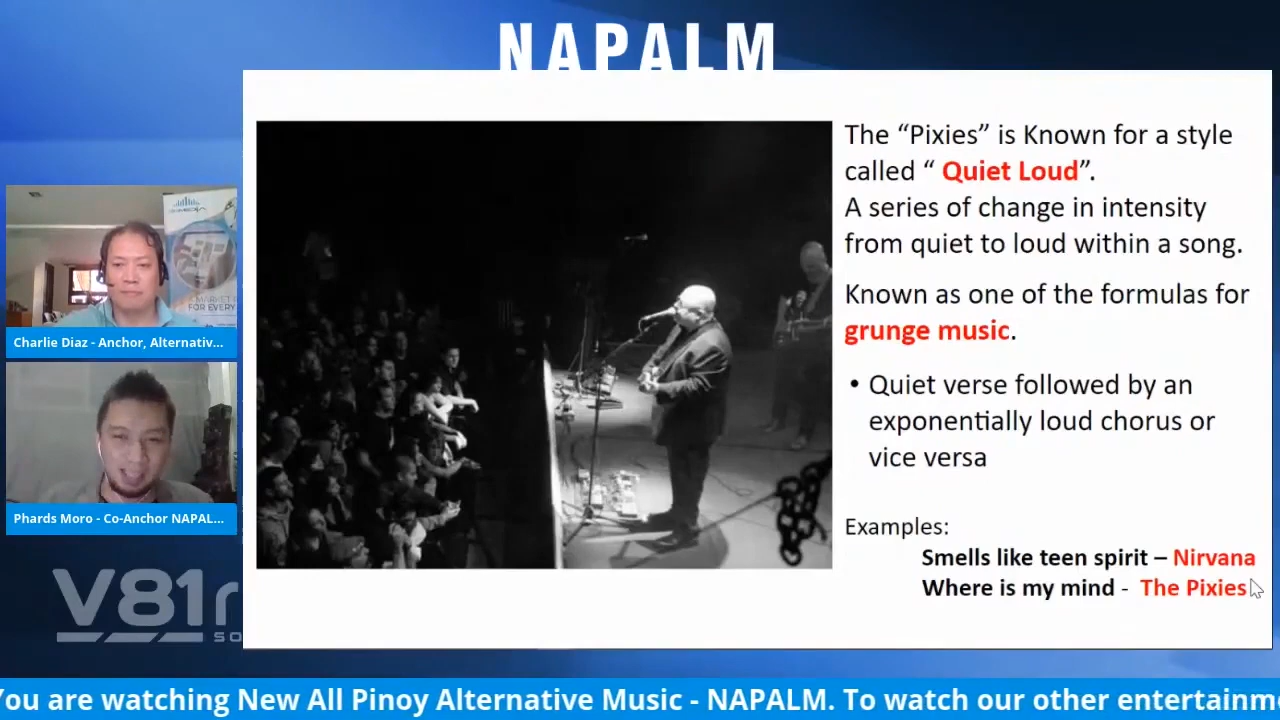 NAPALM
The “Pixies” is Known for a style
called “ Quiet Loud”.
A series of change in intensity
from quiet to loud within a song.
Known as one of the formulas for
grunge music.
• Quiet verse followed by an
exponentially loud chorus or
vice versa
Examples:
Smells like teen spirit – Nirvana
Where is my mind - The Pixies
FOR EVERY
Charlie Diaz - Anchor, Alternativ...
Phards Moro - Co-Anchor NAPAL...
V81r
SO
You are watching New All Pinoy Alternative Music - NAPALM. To watch our other entertainm